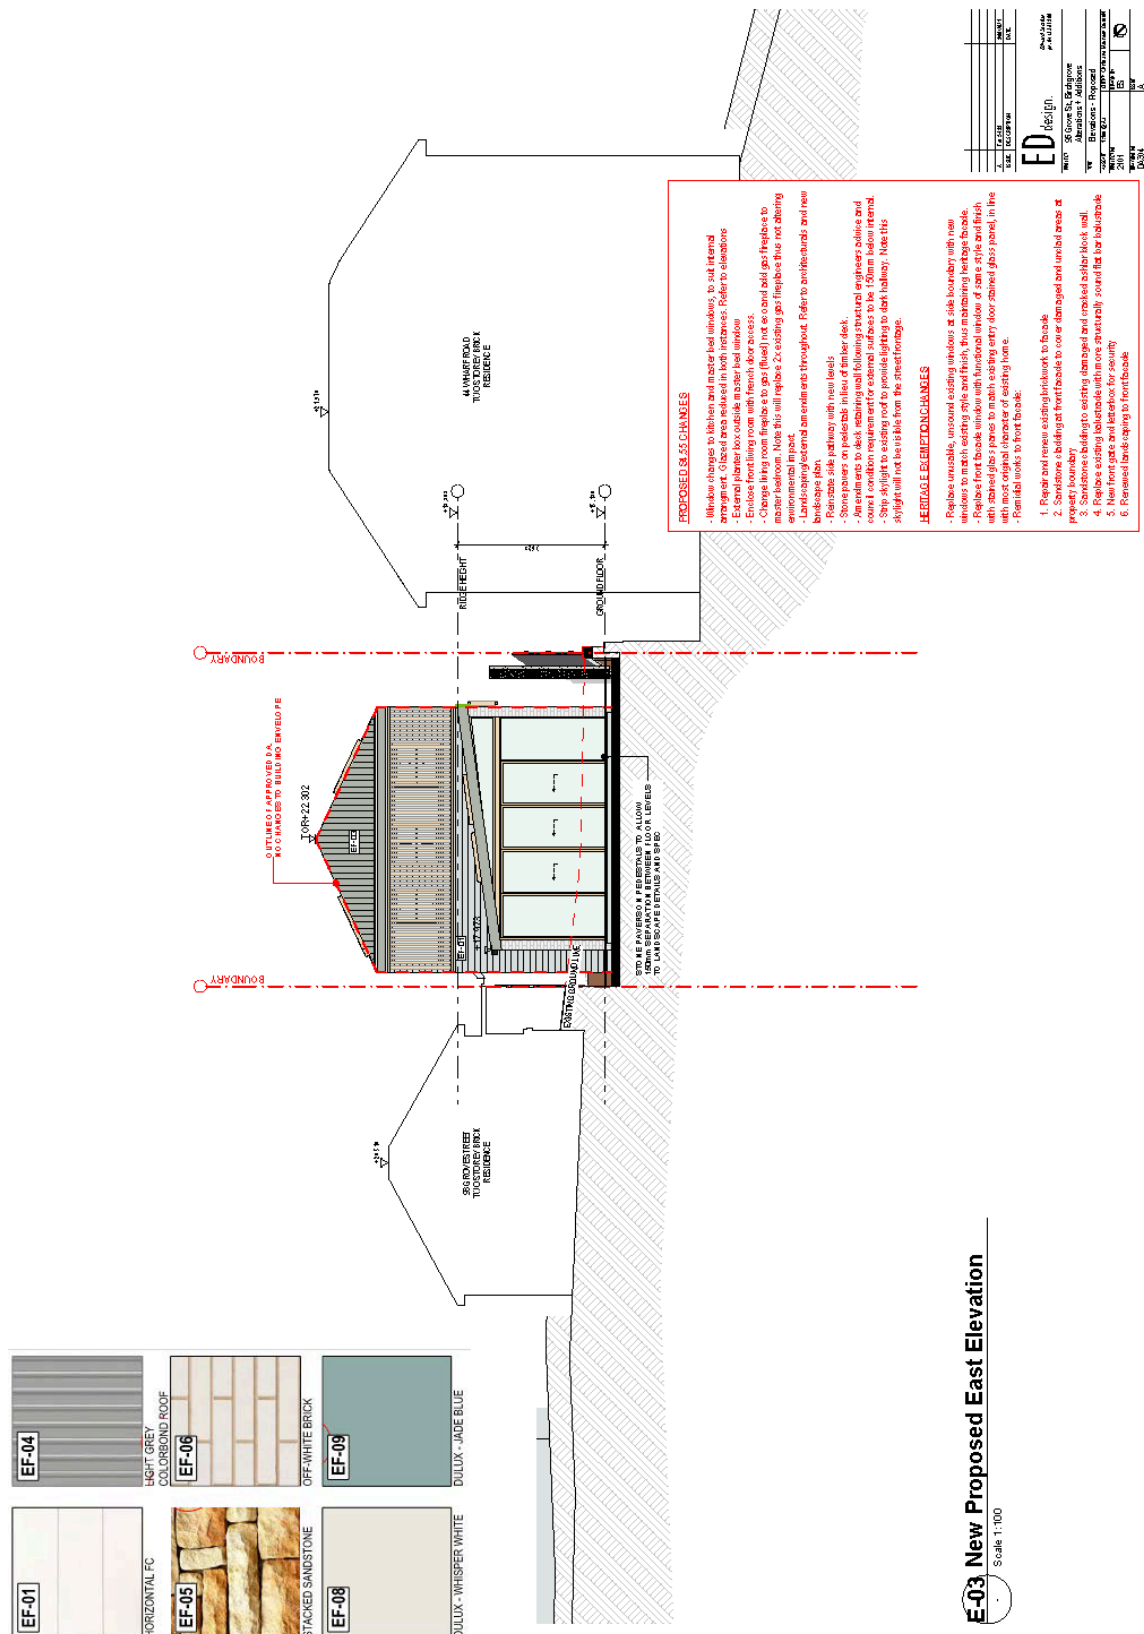 EF-01
HORIZONTAL FC
EF-04
LIGHT GREY
COLORBOND ROOF
EF-05
STACKED SANDSTONE
EF-06
OFF-WHITE BRICK
EF-08
DULUX - WHISPER WHITE
EF-09
DULUX - JADE BLUE
TWO STOREY BRICK
RESIDENCE
BOUNDARY
BOUNDARY
OUTLINE OF APPROVED DA.
NO CHANGES TO BUILDING ENVELOPE
TOR+22.302
EF-03
EF-01
EXISTING GROUND LINE
STONE PAVERS ON PEDESTALS TO ALLOW
150mm SEPARATION BETWEEN FLOOR LEVELS
TO LANDSCAPE DETAILS AND SPEC
RIDGE HEIGHT
GROUND FLOOR
44 WHARF ROAD
TWO STOREY BRICK
RESIDENCE
PROPOSED S4.55 CHANGES
- Window changes to kitchen and master bed windows, to suit internal
arrangment. Glazed area reduced in both instances. Refer to elevations
- External planter box outside master bed window
- Enclose front living room with french door access.
- Change living room fireplace to gas (flued) not eco and add gas fireplace to
master bedroom. Note this will replace 2x existing gas fireplace thus not altering
environmental impact.
- Landscaping/external amendments throughout. Refer to architecturals and new
landscape plan.
- Reinstate side pathway with new levels
- Stone pavers on pedestals in lieu of timber deck.
- Amendments to deck retaining wall following structural engineers advice and
council condition requirement for external surfaces to be 150mm below internal.
- Strip skylight to existing roof to provide lighting to dark hallway. Note this
skylight will not be visible from the street frontage.
HERITAGE EXEMPTION CHANGES
- Replace unusable, unsound existing windows at side boundary with new
windows to match existing style and finish, thus maintaining heritage facade.
- Replace front facade window with functional window of same style and finish
with stained glass panes to match existing entry door stained glass panel, in line
with most original character of existing home.
- Remidial works to front facade:
1. Repair and renew existing brickwork to facade
2. Sandstone cladding at front facade to cover damaged and unclad areas at
property boundary
3. Sandstone cladding to existing damaged and cracked ashlar block wall.
4. Replace existing balustrade with more structurally sound flat bar balustrade
5. New front gate and letterbox for security
6. Renewed landscaping to front facade
ISSUE DESCRIPTION DATE
ED design.
Alterations + Additions
Elevations - Proposed
ES
A
E-03 New Proposed East Elevation
Scale 1:100